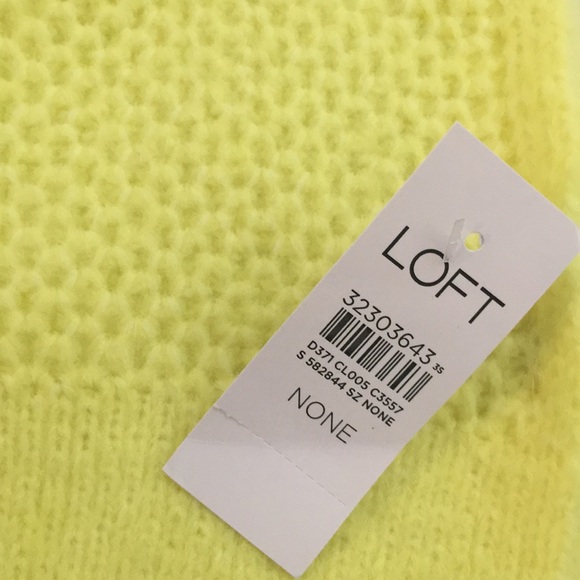 LOFT
32303643 35
D371 CL005 C3557
S 582844 SZ NONE
NONE